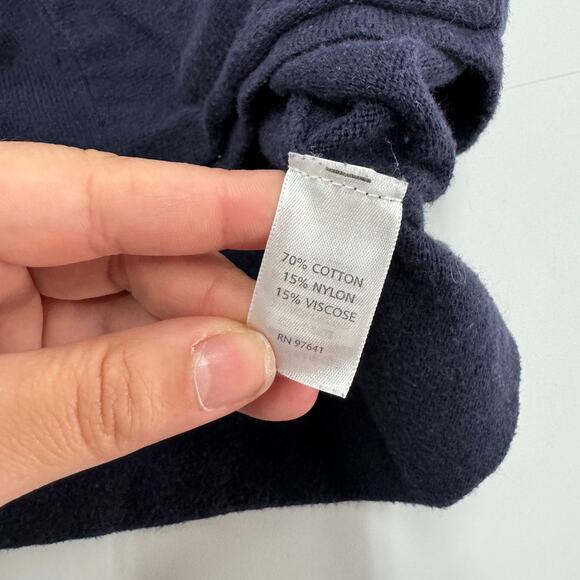 70% COTTON
15% NYLON
15% VISCOSE
RN 97641